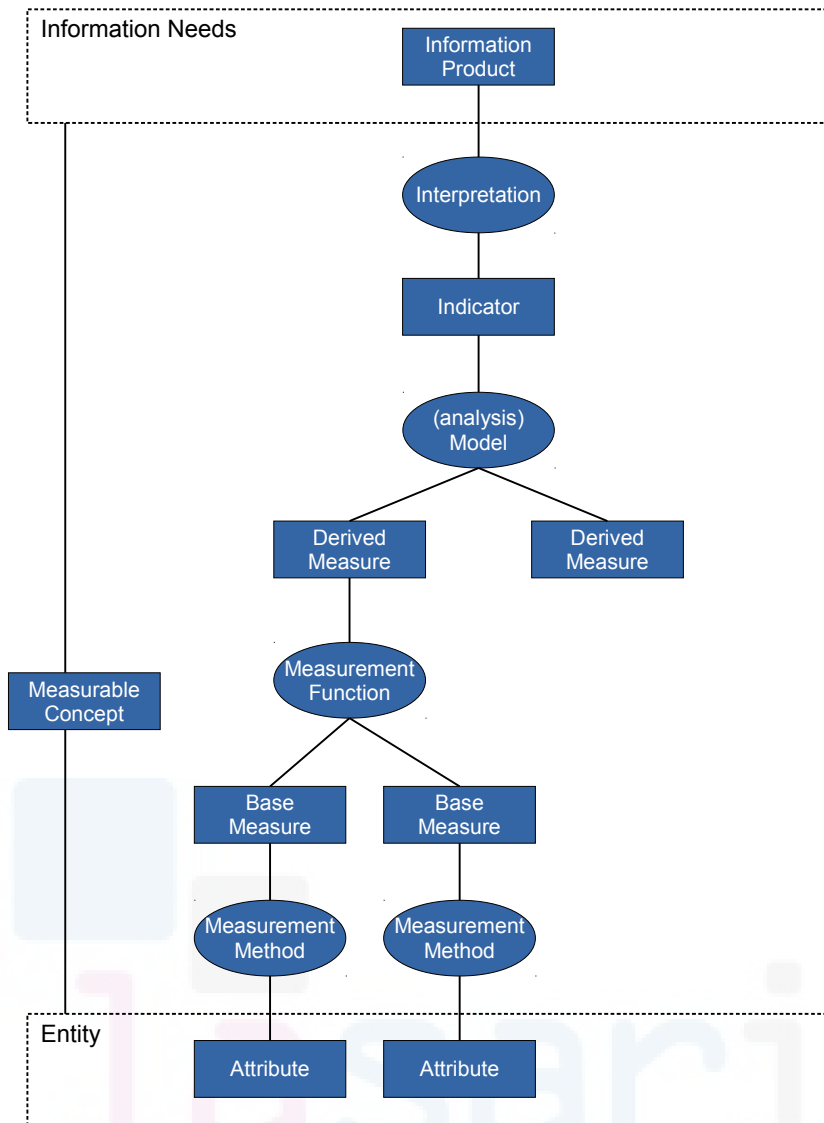 Information Needs
Information
Product
Interpretation
Indicator
(analysis)
Model
Derived
Measure
Derived
Measure
Measurement
Function
Measurable
Concept
Base
Measure
Base
Measure
Measurement
Method
Measurement
Method
Entity
Attribute
Attribute